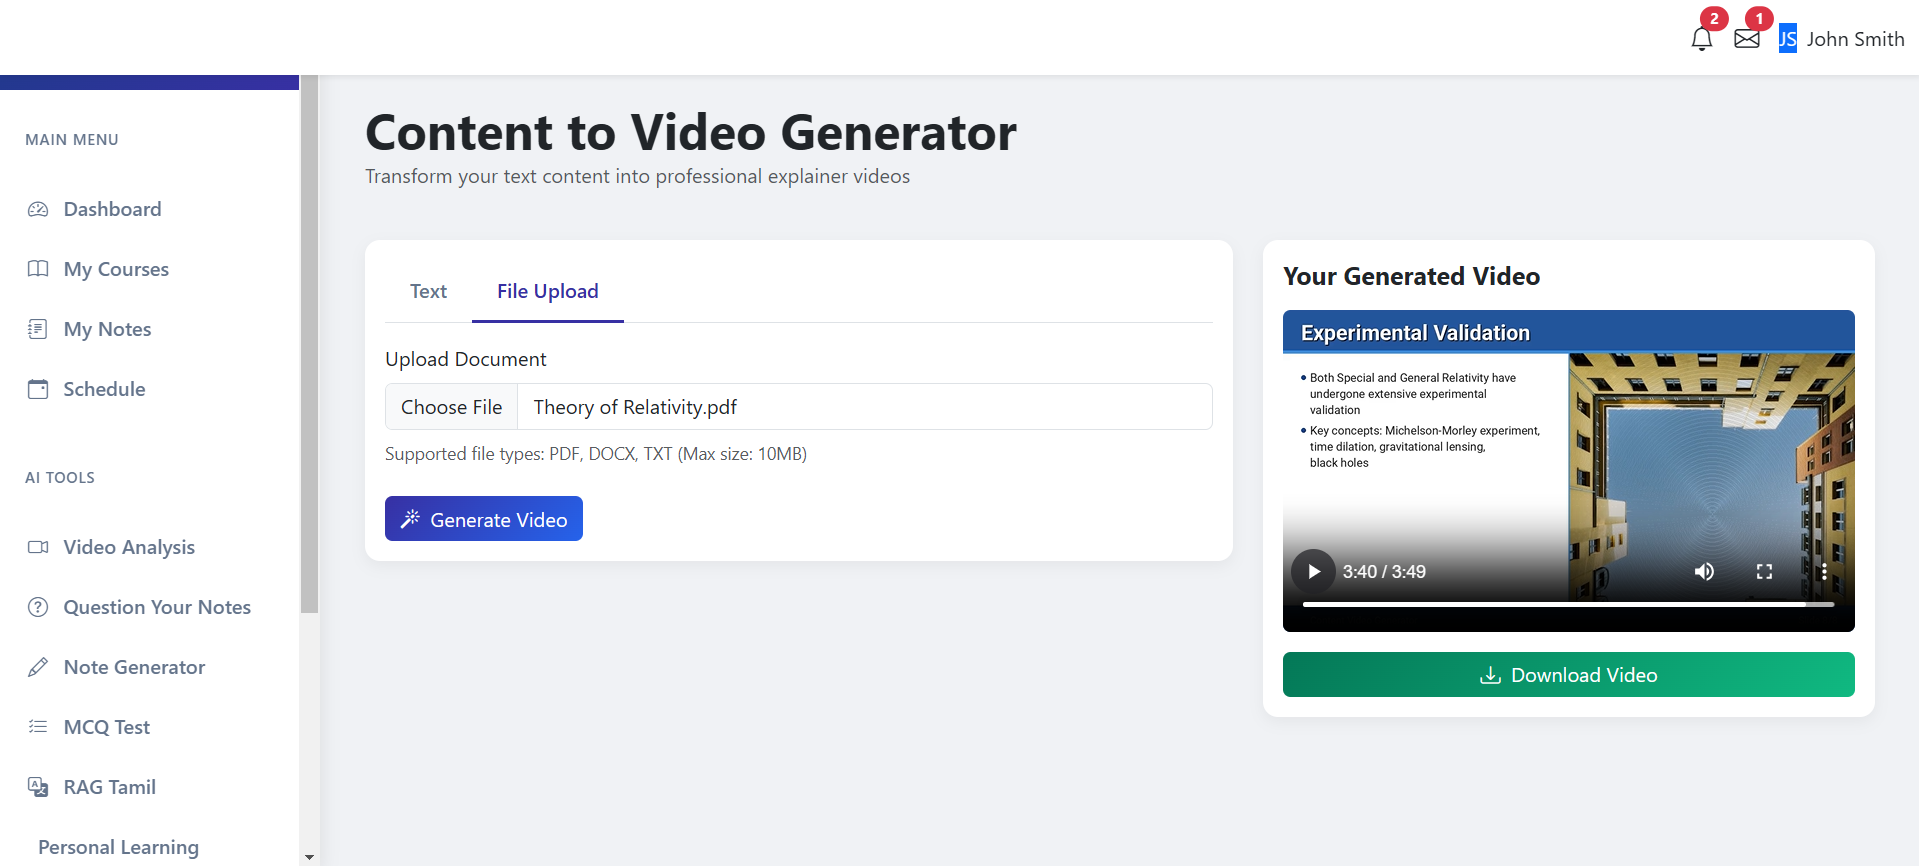 2
1
JS John Smith
MAIN MENU
Dashboard
My Courses
My Notes
Schedule
AI TOOLS
Video Analysis
Question Your Notes
Note Generator
MCQ Test
RAG Tamil
Personal Learning
Content to Video Generator
Transform your text content into professional explainer videos
Text
File Upload
Upload Document
Choose File
Theory of Relativity.pdf
Supported file types: PDF, DOCX, TXT (Max size: 10MB)
Generate Video
Your Generated Video
Experimental Validation
• Both Special and General Relativity have
undergone extensive experimental
validation
• Key concepts: Michelson-Morley experiment,
time dilation, gravitational lensing,
black holes
3:40 / 3:49
Download Video